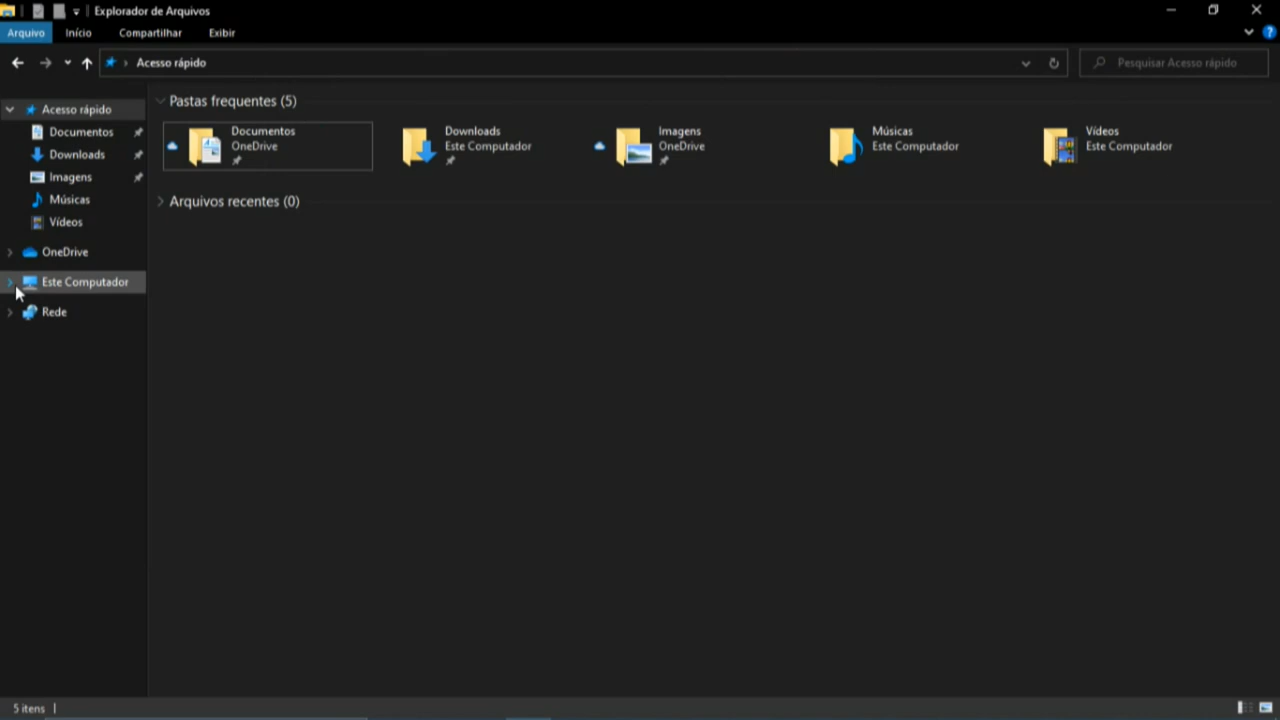 Explorador de Arquivos
Arquivo Início Compartilhar Exibir
Acesso rápido
Pesquisar Acesso rápido
Acesso rápido
Documentos
Downloads
Imagens
Músicas
Vídeos
OneDrive
Este Computador
Rede
Pastas frequentes (5)
Documentos
OneDrive
Downloads
Este Computador
Imagens
OneDrive
Músicas
Este Computador
Vídeos
Este Computador
Arquivos recentes (0)
5 itens